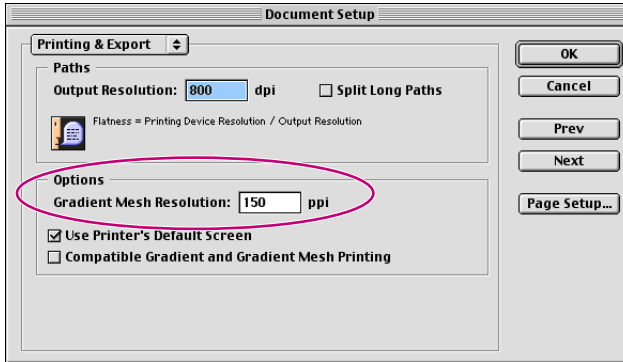 Document Setup
Printing & Export
Paths
Output Resolution: 800 dpi
Split Long Paths
Flatness = Printing Device Resolution / Output Resolution
Options
Gradient Mesh Resolution: 150 ppi
Use Printer's Default Screen
Compatible Gradient and Gradient Mesh Printing
OK
Cancel
Prev
Next
Page Setup...